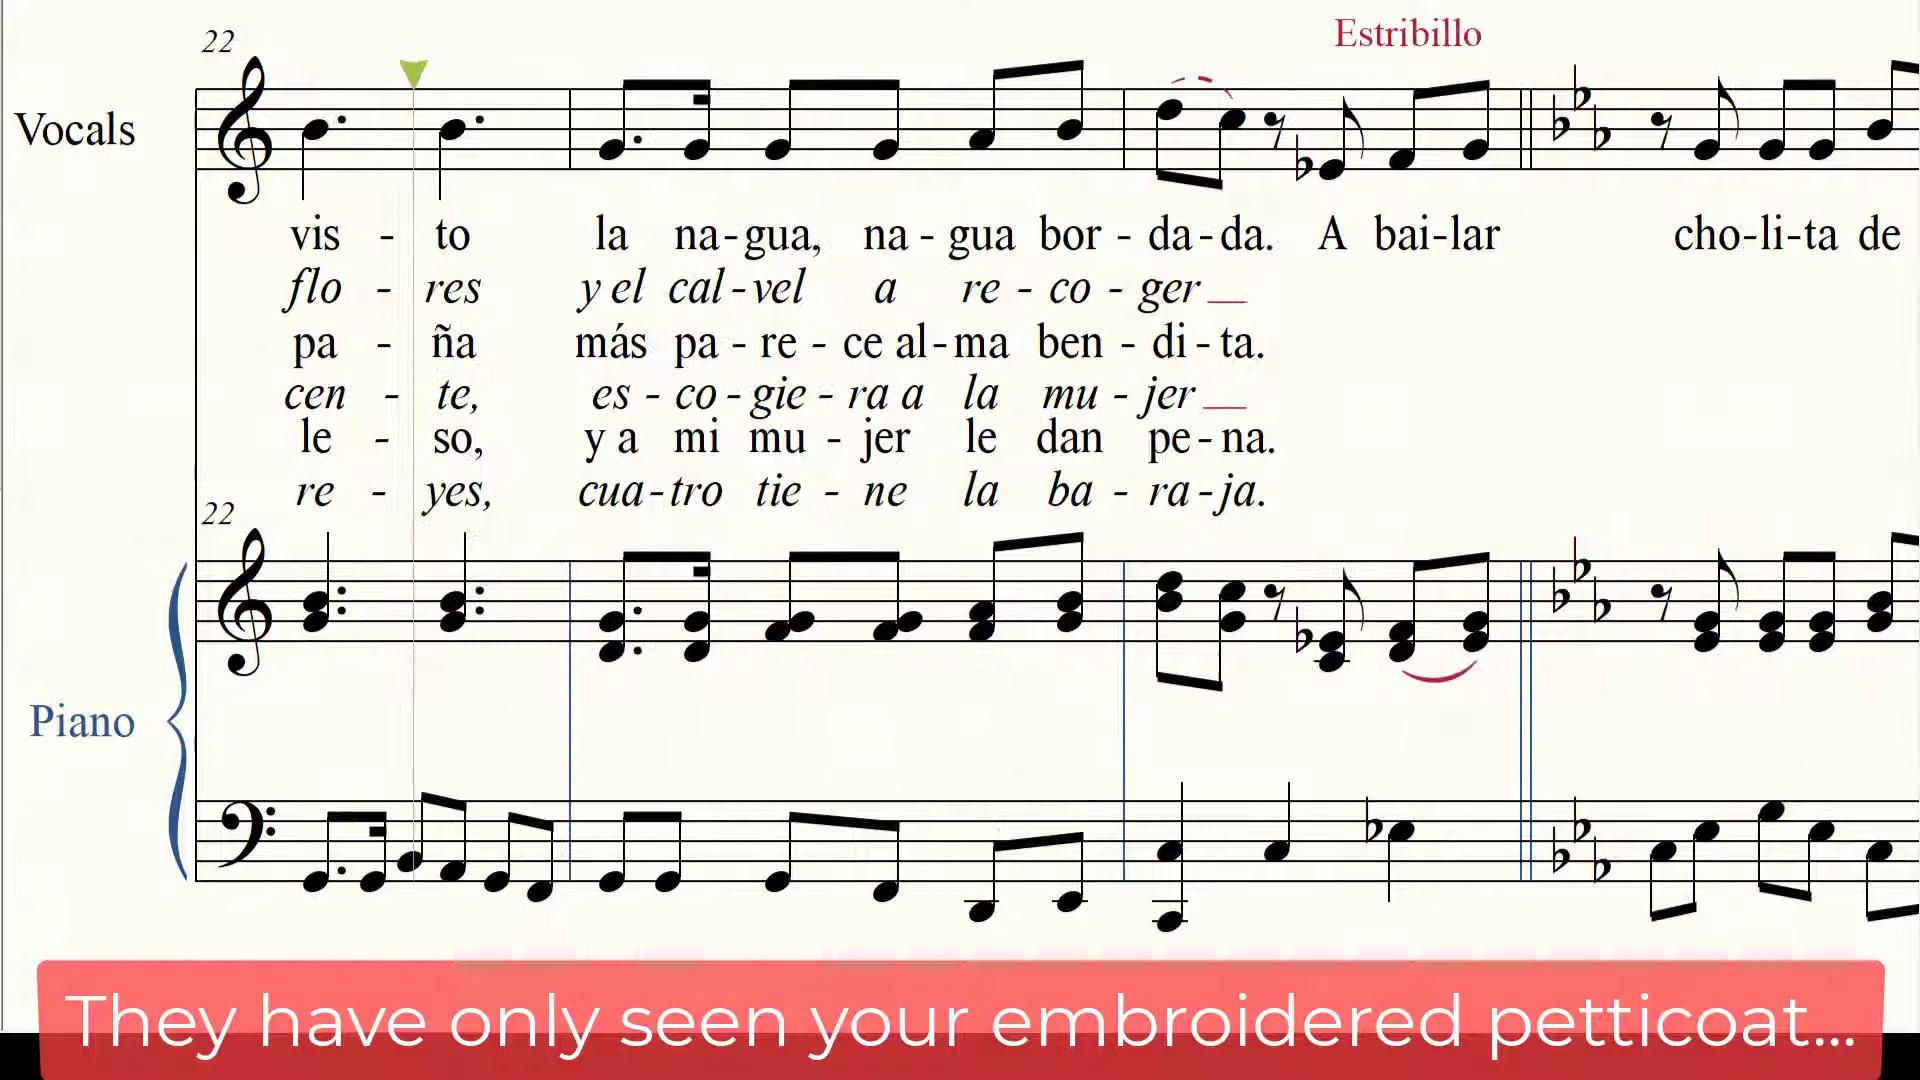 Estribillo
22
Vocals
vis - to la na-gua, na - gua bor - da-da. A bai-lar cho-li-ta de
flo - res y el cal-vel a re - co - ger
pa - ña más pa - re - ce al-ma ben - di-ta.
cen - te, es - co-gie-ra a la mu - jer
le - so, y a mi mu - jer le dan pe-na.
re - yes, cua-tro tie - ne la ba - ra-ja.
22
Piano
They have only seen your embroidered petticoat...